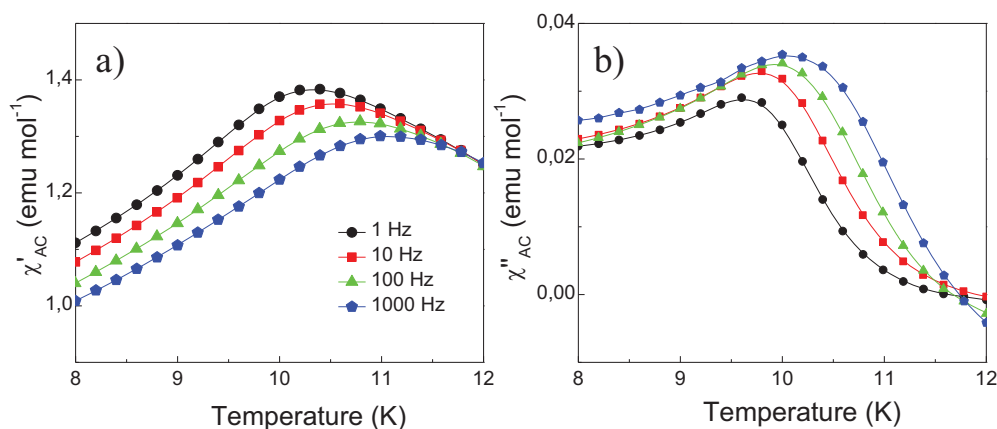 a)
1,4
1,2
1,0
χ'AC (emu mol⁻¹)
1 Hz
10 Hz
100 Hz
1000 Hz
8 9 10 11 12
Temperature (K)
b)
0,04
0,02
0,00
χ"AC (emu mol⁻¹)
8 9 10 11 12
Temperature (K)